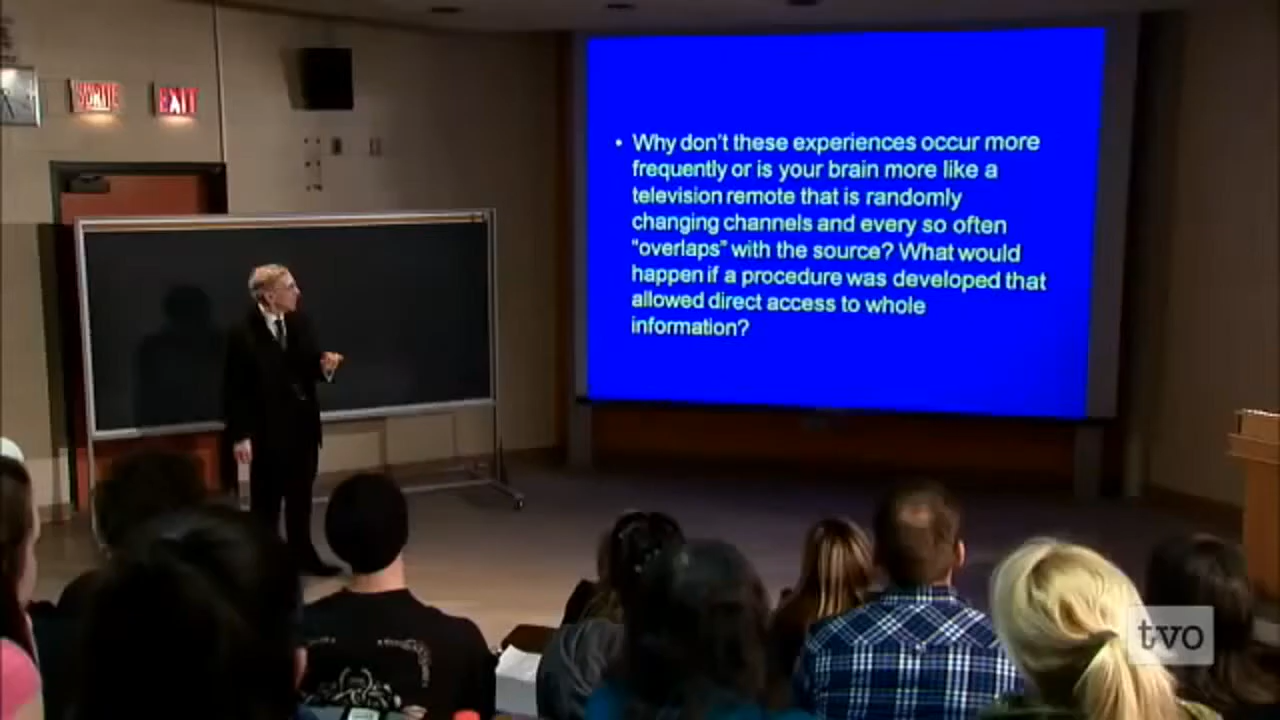 SORTIE
EXIT
• Why don't these experiences occur more
frequently or is your brain more like a
television remote that is randomly
changing channels and every so often
"overlaps" with the source? What would
happen if a procedure was developed that
allowed direct access to whole
information?
tvo